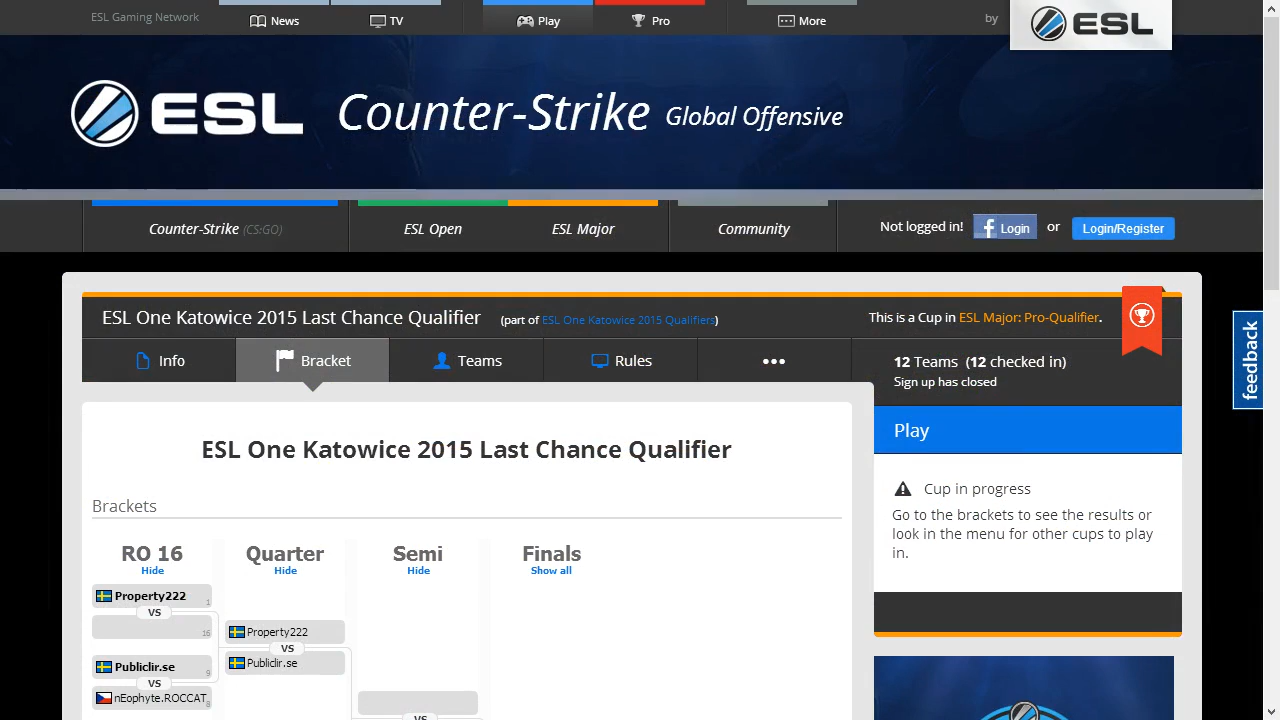 ESL Gaming Network
News
TV
Play
Pro
More
by
ESL
ESL
Counter-Strike Global Offensive
Counter-Strike (CS:GO)
ESL Open
ESL Major
Community
Not logged in!
f Login
or
Login/Register
ESL One Katowice 2015 Last Chance Qualifier (part of ESL One Katowice 2015 Qualifiers)
This is a Cup in ESL Major: Pro-Qualifier.
Info
Bracket
Teams
Rules
•••
12 Teams (12 checked in)
Sign up has closed
feedback
Play
Cup in progress
Go to the brackets to see the results or
look in the menu for other cups to play
in.
ESL One Katowice 2015 Last Chance Qualifier
Brackets
RO 16
Hide
Quarter
Hide
Semi
Hide
Finals
Show all
Property222 1
VS
16
Publiclir.se 9
VS
nEophyte.ROCCAT 8
Property222
VS
Publiclir.se
VS